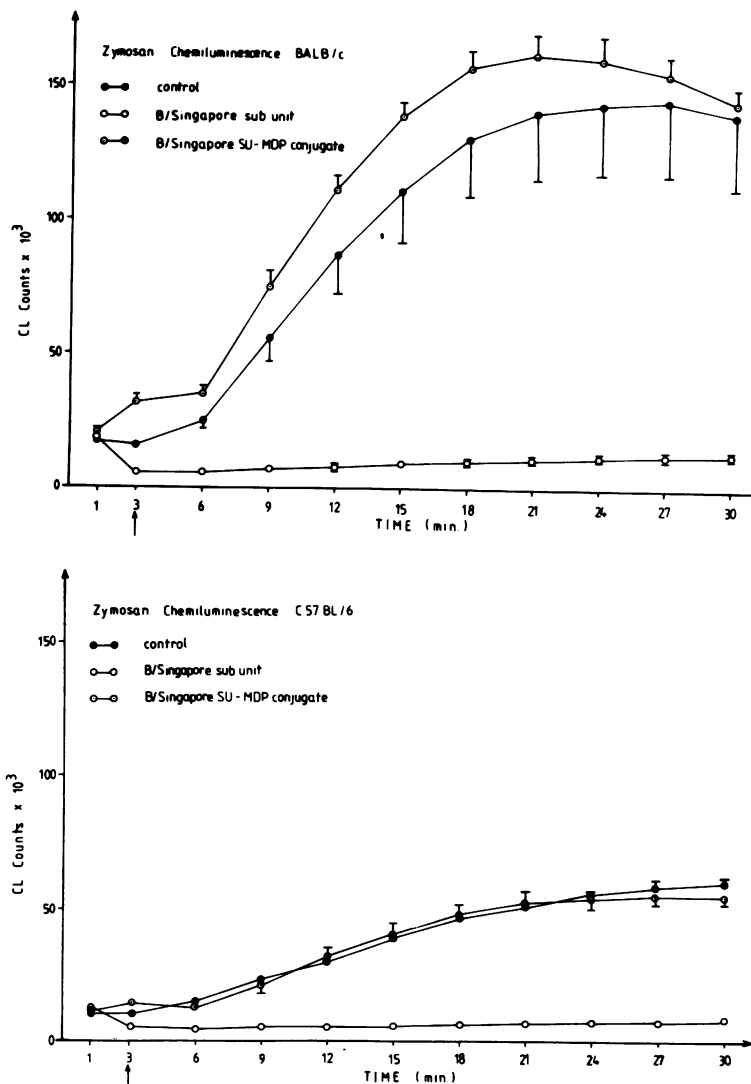 Zymosan Chemiluminescence BALB/c
control
B/Singapore sub unit
B/Singapore SU-MDP conjugate
CL Counts x 10³
150
100
50
0
1 3 6 9 12 15 18 21 24 27 30
TIME (min.)
Zymosan Chemiluminescence C57BL/6
control
B/Singapore sub unit
B/Singapore SU-MDP conjugate
CL Counts x 10³
150
100
50
0
1 3 6 9 12 15 18 21 24 27 30
TIME (min.)